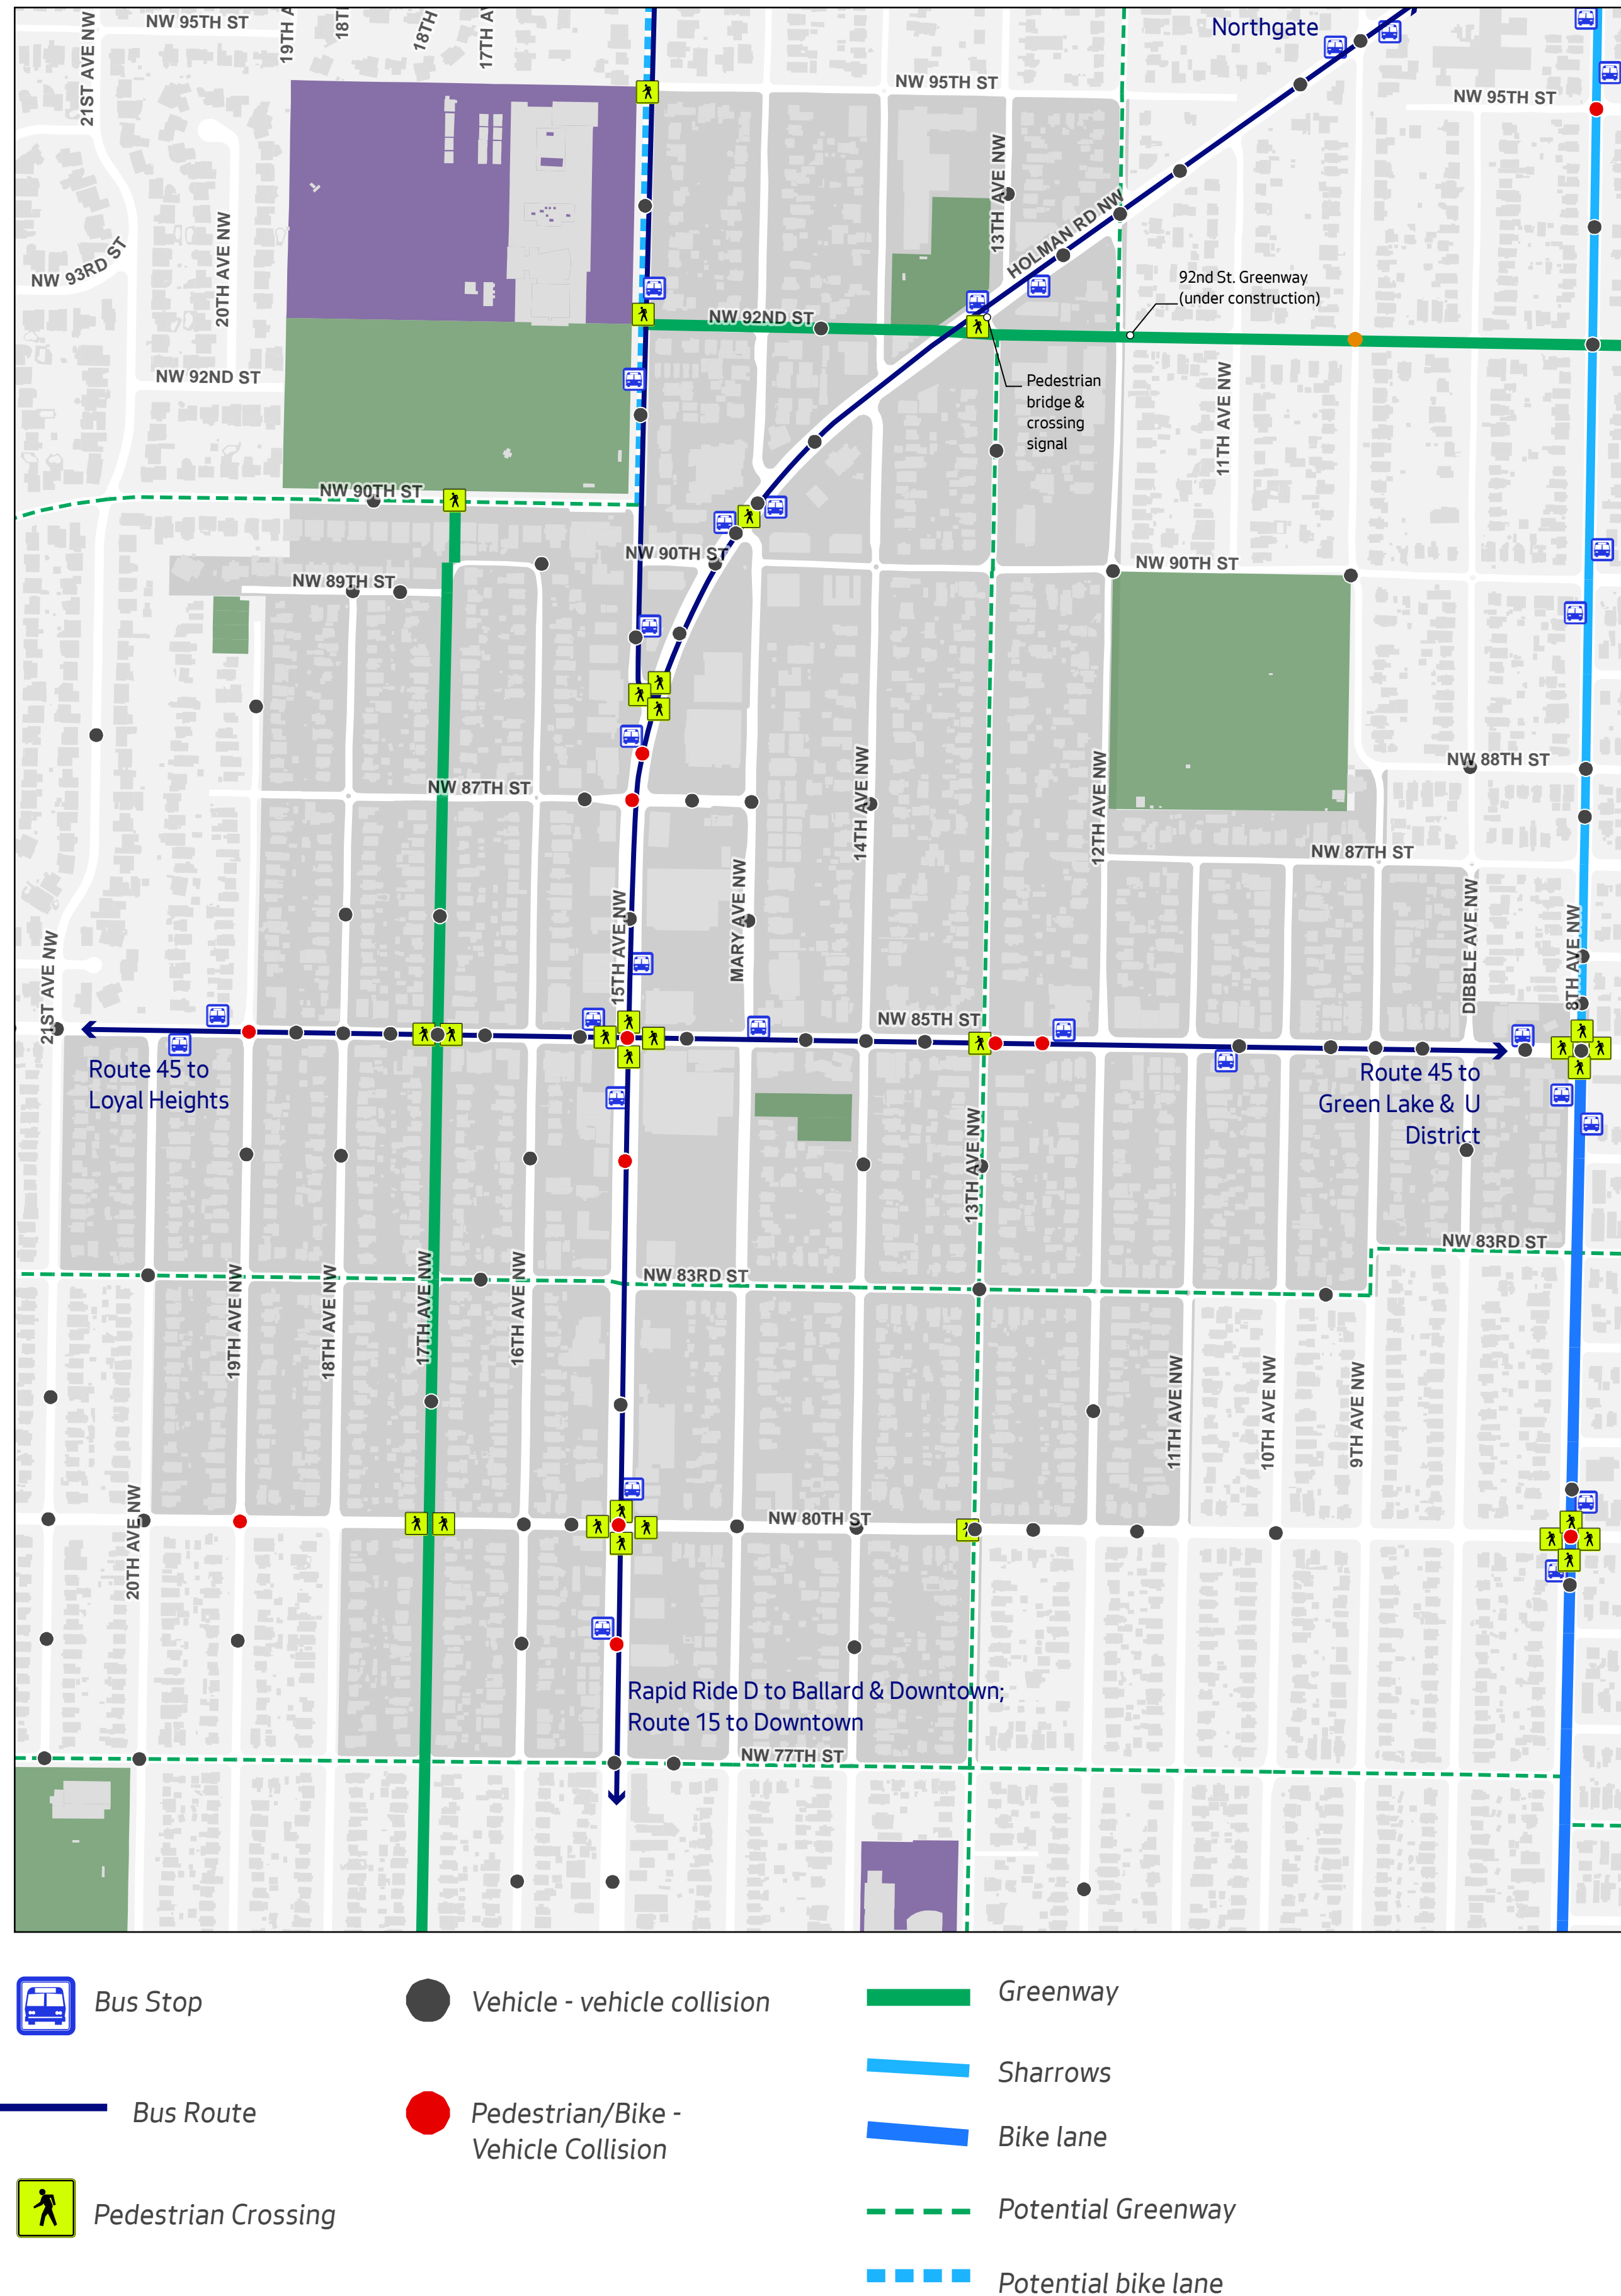 NW 95TH ST
21ST AVE NW
19TH A
18T
18TH
17TH AV
Northgate
NW 95TH ST
NW 95TH ST
13TH AVE NW
HOLMAN RD NW
NW 93RD ST
20TH AVE NW
92nd St. Greenway
(under construction)
NW 92ND ST
NW 92ND ST
Pedestrian
bridge &
crossing
signal
11TH AVE NW
NW 90TH ST
NW 90TH ST
NW 90TH ST
NW 89TH ST
NW 87TH ST
14TH AVE NW
12TH AVE NW
NW 88TH ST
NW 87TH ST
15TH AVE NW
MARY AVE NW
DIBBLE AVE NW
8TH AVE NW
21ST AVE NW
NW 85TH ST
Route 45 to
Loyal Heights
Route 45 to
Green Lake & U
District
13TH AVE NW
NW 83RD ST
NW 83RD ST
19TH AVE NW
18TH AVE NW
17TH AVE NW
16TH AVE NW
11TH AVE NW
10TH AVE NW
9TH AVE NW
20TH AVE NW
NW 80TH ST
Rapid Ride D to Ballard & Downtown;
Route 15 to Downtown
NW 77TH ST
Bus Stop
Vehicle - vehicle collision
Greenway
Sharrows
Bus Route
Pedestrian/Bike -
Vehicle Collision
Bike lane
Pedestrian Crossing
Potential Greenway
Potential bike lane